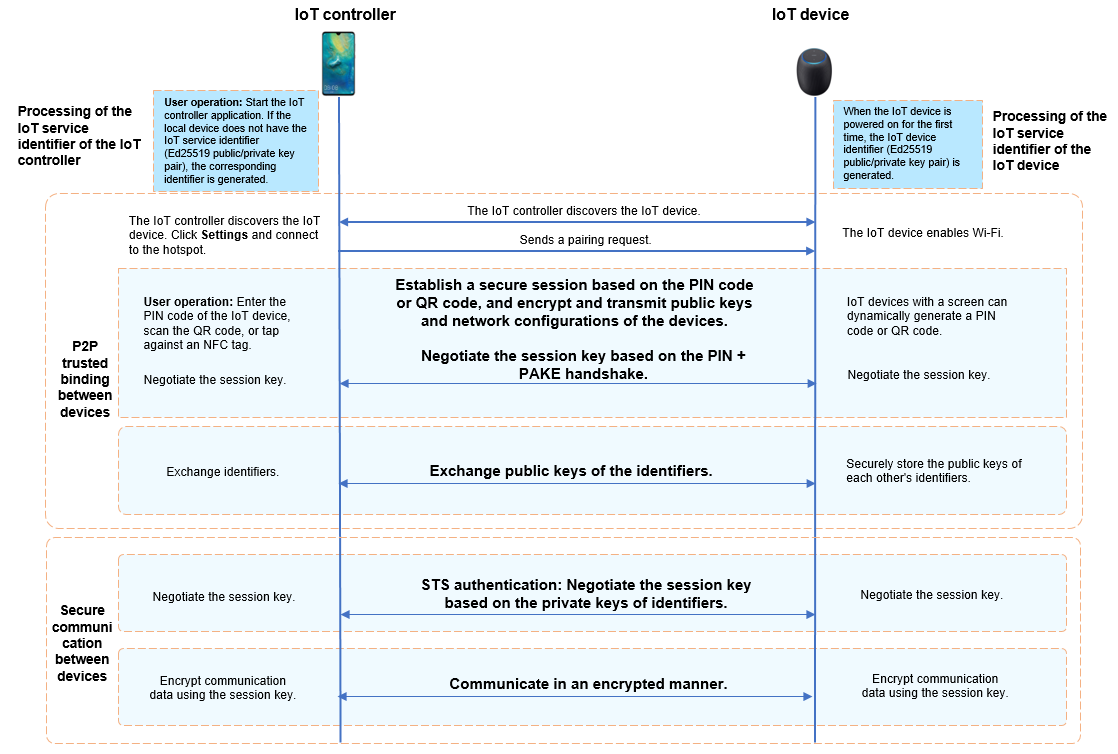 IoT controller
IoT device
Processing of the
IoT service
identifier of the IoT
controller
User operation: Start the IoT
controller application. If the
local device does not have the
IoT service identifier
(Ed25519 public/private key
pair), the corresponding
identifier is generated.
When the IoT device is
powered on for the first
time, the IoT device
identifier (Ed25519
public/private key pair) is
generated.
Processing of the
IoT service
identifier of the
IoT device
The IoT controller discovers the IoT
device. Click Settings and connect
to the hotspot.
The IoT controller discovers the IoT device.
Sends a pairing request.
The IoT device enables Wi-Fi.
P2P
trusted
binding
between
devices
User operation: Enter the
PIN code of the IoT device,
scan the QR code, or tap
against an NFC tag.
Negotiate the session key.
Establish a secure session based on the PIN code
or QR code, and encrypt and transmit public keys
and network configurations of the devices.
Negotiate the session key based on the PIN +
PAKE handshake.
IoT devices with a screen can
dynamically generate a PIN
code or QR code.
Negotiate the session key.
Exchange identifiers.
Exchange public keys of the identifiers.
Securely store the public keys of
each other's identifiers.
Secure
communi
cation
between
devices
Negotiate the session key.
STS authentication: Negotiate the session key
based on the private keys of identifiers.
Negotiate the session key.
Encrypt communication
data using the session key.
Communicate in an encrypted manner.
Encrypt communication
data using the session key.